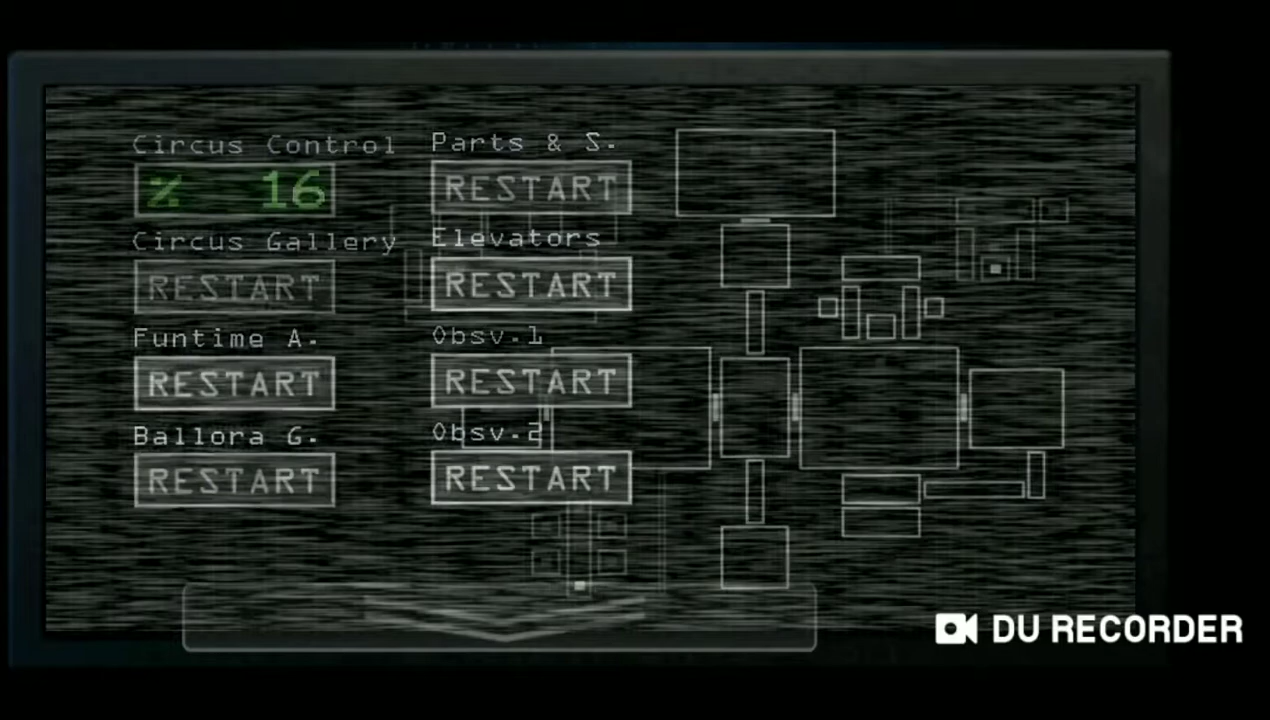 Circus Control
% 16
Circus Gallery
RESTART
Funtime A.
RESTART
Ballora G.
RESTART
Parts & S.
RESTART
Elevators
RESTART
Obsv.1
RESTART
Obsv.2
RESTART
DU RECORDER